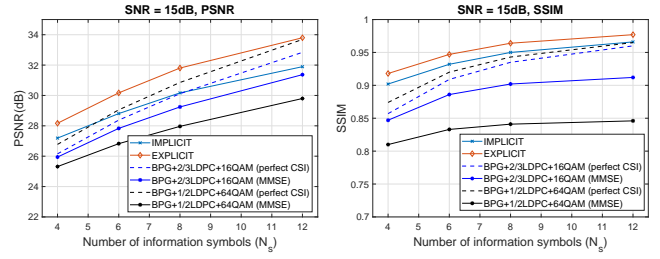 SNR = 15dB, PSNR
PSNR(dB)
34
32
30
28
26
24
22
IMPLICIT
EXPLICIT
BPG+2/3LDPC+16QAM (perfect CSI)
BPG+2/3LDPC+16QAM (MMSE)
BPG+1/2LDPC+64QAM (perfect CSI)
BPG+1/2LDPC+64QAM (MMSE)
4 5 6 7 8 9 10 11 12
Number of information symbols (N_s)
SNR = 15dB, SSIM
SSIM
1
0.95
0.9
0.85
0.8
0.75
0.7
IMPLICIT
EXPLICIT
BPG+2/3LDPC+16QAM (perfect CSI)
BPG+2/3LDPC+16QAM (MMSE)
BPG+1/2LDPC+64QAM (perfect CSI)
BPG+1/2LDPC+64QAM (MMSE)
4 5 6 7 8 9 10 11 12
Number of information symbols (N_s)